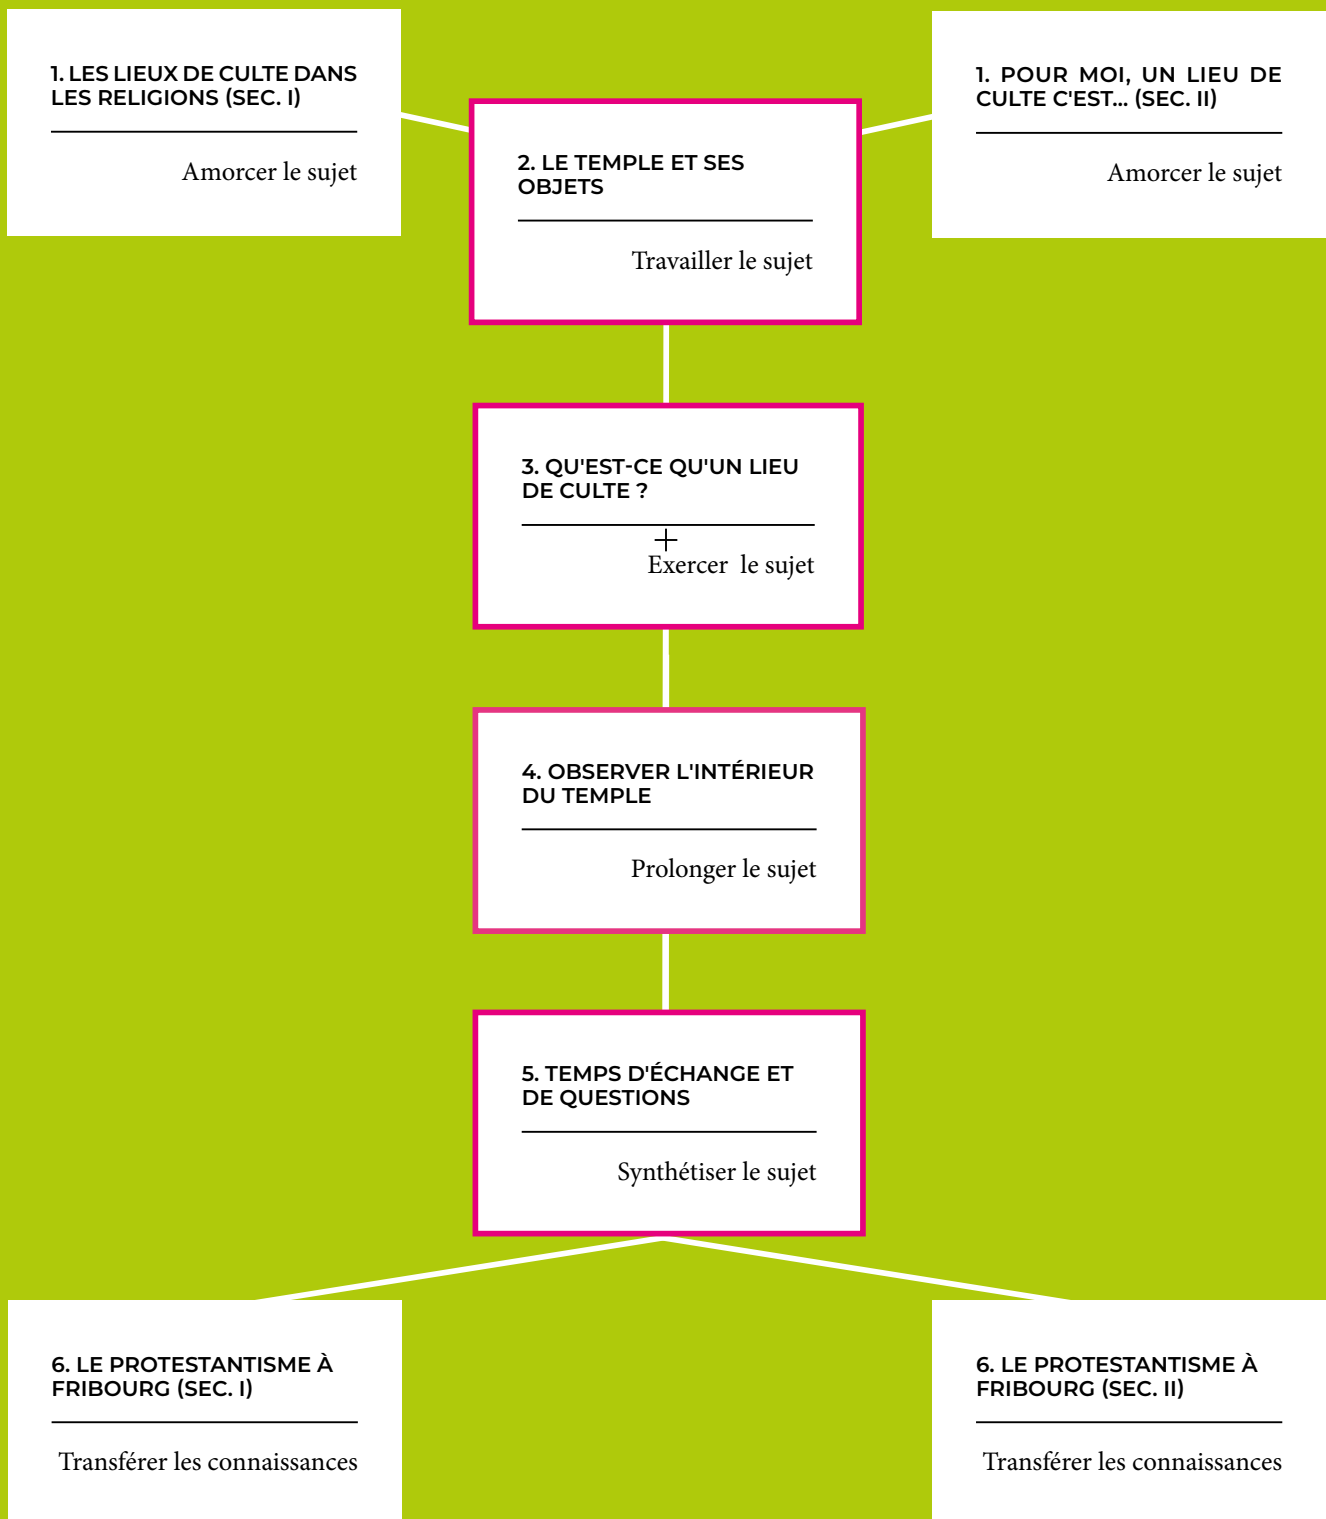 1. LES LIEUX DE CULTE DANS
LES RELIGIONS (SEC. I)
Amorcer le sujet
1. POUR MOI, UN LIEU DE
CULTE C'EST... (SEC. II)
Amorcer le sujet
2. LE TEMPLE ET SES
OBJETS
Travailler le sujet
3. QU'EST-CE QU'UN LIEU
DE CULTE ?
+
Exercer le sujet
4. OBSERVER L'INTÉRIEUR
DU TEMPLE
Prolonger le sujet
5. TEMPS D'ÉCHANGE ET
DE QUESTIONS
Synthétiser le sujet
6. LE PROTESTANTISME À
FRIBOURG (SEC. I)
Transférer les connaissances
6. LE PROTESTANTISME À
FRIBOURG (SEC. II)
Transférer les connaissances